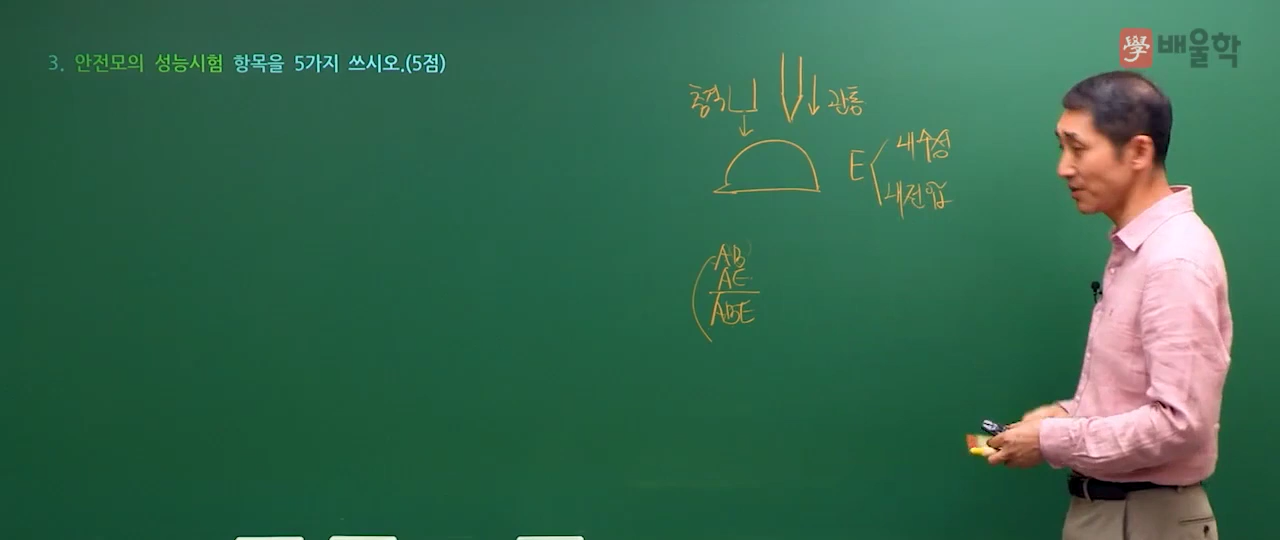 3. 안전모의 성능시험 항목을 5가지 쓰시오.(5점)
學 배울학
충격
관통
E
내수성
내전압
AB
AE
ABE